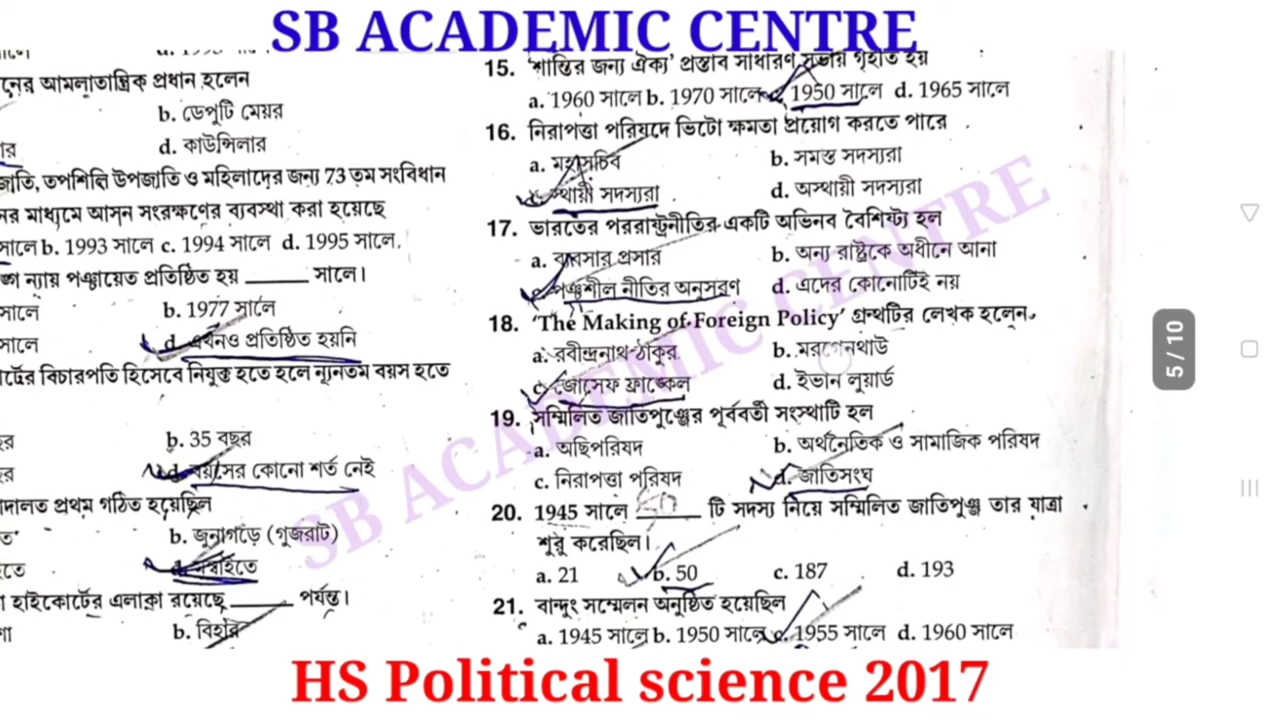 SB ACADEMIC CENTRE
নের আমলাতান্ত্রিক প্রধান হলেন
b. ডেপুটি মেয়র
d. কাউন্সিলার
জাতি, তপশিলি উপজাতি ও মহিলাদের জন্য 73 তম সংবিধান
নের মাধ্যমে আসন সংরক্ষণের ব্যবস্থা করা হয়েছে
সালে b. 1993 সালে c. 1994 সালে d. 1995 সালে,
ন্যায় পঞ্চায়েত প্রতিষ্ঠিত হয় ____ সালে।
সালে b. 1977 সালে
সালে d. এখনও প্রতিষ্ঠিত হয়নি
র্টের বিচারপতি হিসেবে নিযুক্ত হতে হলে ন্যূনতম বয়স হতে
b. 35 বছর
d. বয়সের কোনো শর্ত নেই
দালত প্রথম গঠিত হয়েছিল
b. জুনাগড়ে (গুজরাট)
হাইকোর্টের এলাকা রয়েছে ____ পর্যন্ত।
b. বিহার
15. 'শান্তির জন্য ঐক্য' প্রস্তাব সাধারণ সভায় গৃহীত হয়
a. 1960 সালে b. 1970 সালে c. 1950 সালে d. 1965 সালে
16. নিরাপত্তা পরিষদে ভিটো ক্ষমতা প্রয়োগ করতে পারে
a. মহাসচিব b. সমস্ত সদস্যরা
c. স্থায়ী সদস্যরা d. অস্থায়ী সদস্যরা
17. ভারতের পররাষ্ট্রনীতির একটি অভিনব বৈশিষ্ট্য হল
a. ব্যবসার প্রসার b. অন্য রাষ্ট্রকে অধীনে আনা
c. পঞ্চশীল নীতির অনুসরণ d. এদের কোনোটিই নয়
18. 'The Making of Foreign Policy' গ্রন্থটির লেখক হলেন
a. রবীন্দ্রনাথ ঠাকুর b. মরগেনথাউ
c. জোসেফ ফ্রাঙ্কেল d. ইভান লুয়ার্ড
19. সম্মিলিত জাতিপুঞ্জের পূর্ববর্তী সংস্থাটি হল
a. অছিপরিষদ b. অর্থনৈতিক ও সামাজিক পরিষদ
c. নিরাপত্তা পরিষদ d. জাতিসংঘ
20. 1945 সালে 50 টি সদস্য নিয়ে সম্মিলিত জাতিপুঞ্জ তার যাত্রা
শুরু করেছিল।
a. 21 b. 50 c. 187 d. 193
21. বান্দুং সম্মেলন অনুষ্ঠিত হয়েছিল
a. 1945 সালে b. 1950 সালে c. 1955 সালে d. 1960 সালে
SB ACADEMIC CENTRE
5/10
HS Political science 2017